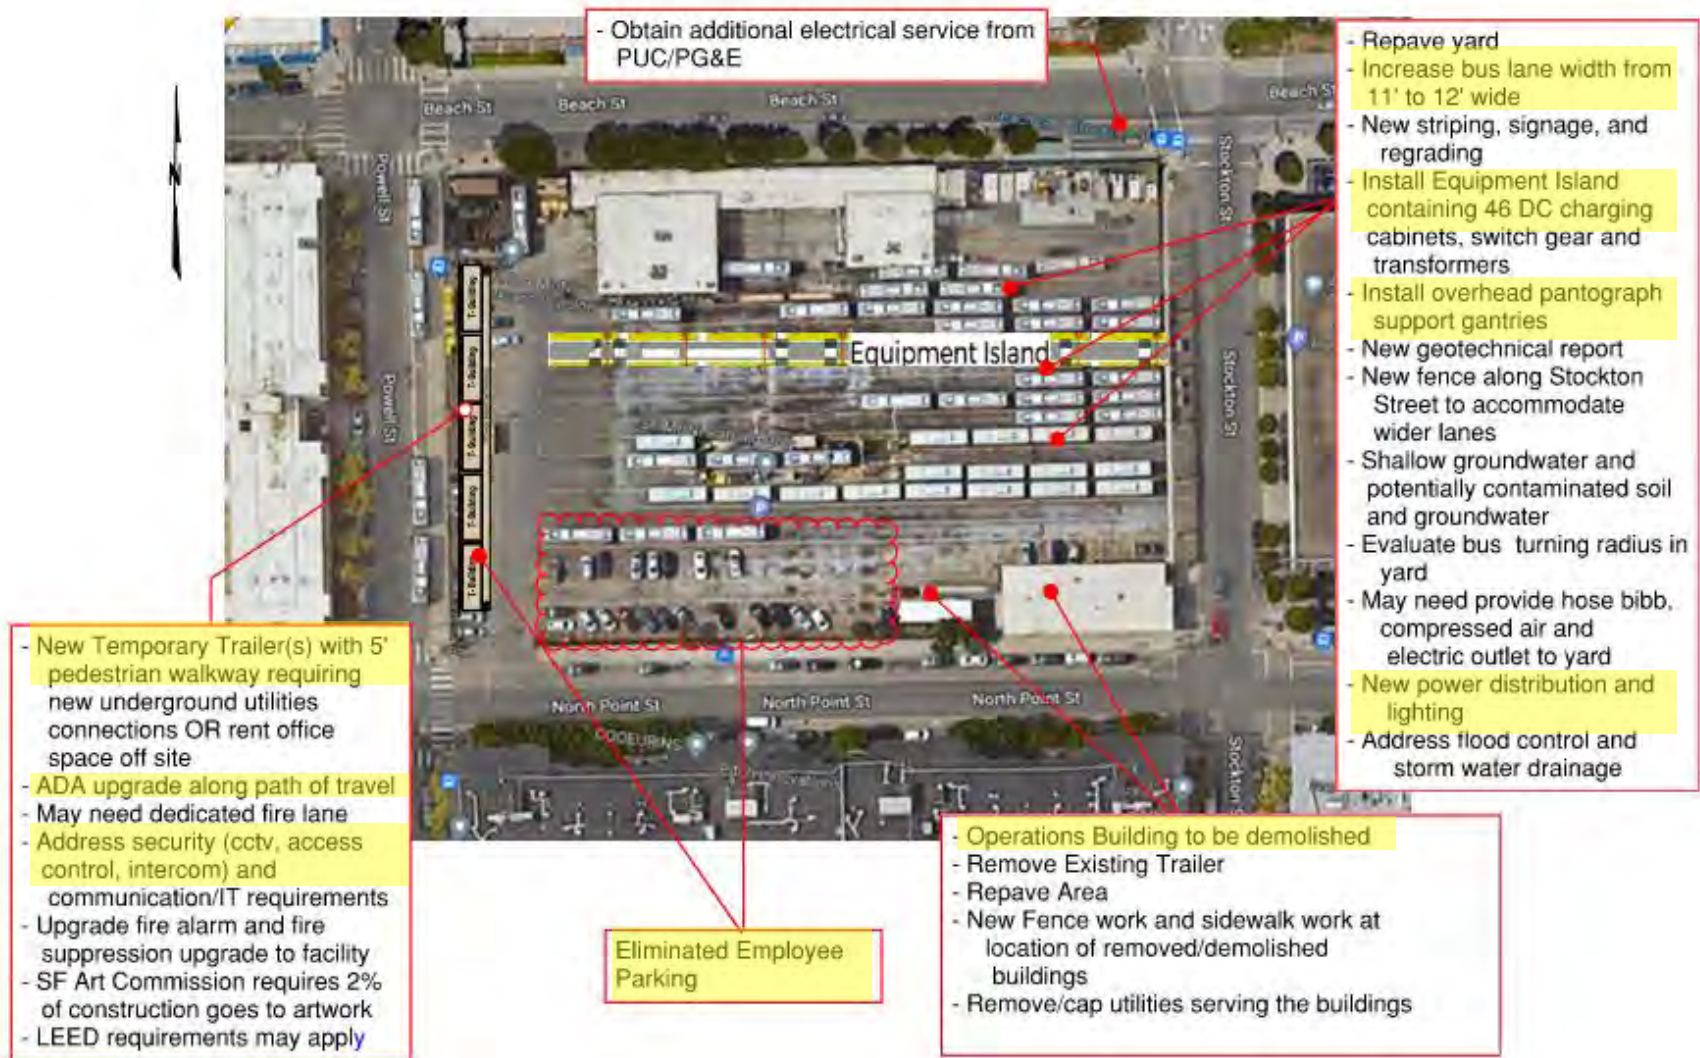 - Obtain additional electrical service from
PUC/PG&E
- Repave yard
- Increase bus lane width from
11' to 12' wide
- New striping, signage, and
regrading
- Install Equipment Island
containing 46 DC charging
cabinets, switch gear and
transformers
- Install overhead pantograph
support gantries
- New geotechnical report
- New fence along Stockton
Street to accommodate
wider lanes
- Shallow groundwater and
potentially contaminated soil
and groundwater
- Evaluate bus turning radius in
yard
- May need provide hose bibb,
compressed air and
electric outlet to yard
- New power distribution and
lighting
- Address flood control and
storm water drainage
N
Beach St
Beach St
Beach St
Beach St
Powell St
Powell St
Stockton St
Stockton St
Stockton S
T-Building
T-Building
T-Building
T-Building
T-Building
Equipment Island
P
P
North Point St
North Point St
North Point St
- New Temporary Trailer(s) with 5'
pedestrian walkway requiring
new underground utilities
connections OR rent office
space off site
- ADA upgrade along path of travel
- May need dedicated fire lane
- Address security (cctv, access
control, intercom) and
communication/IT requirements
- Upgrade fire alarm and fire
suppression upgrade to facility
- SF Art Commission requires 2%
of construction goes to artwork
- LEED requirements may apply
Eliminated Employee
Parking
- Operations Building to be demolished
- Remove Existing Trailer
- Repave Area
- New Fence work and sidewalk work at
location of removed/demolished
buildings
- Remove/cap utilities serving the buildings